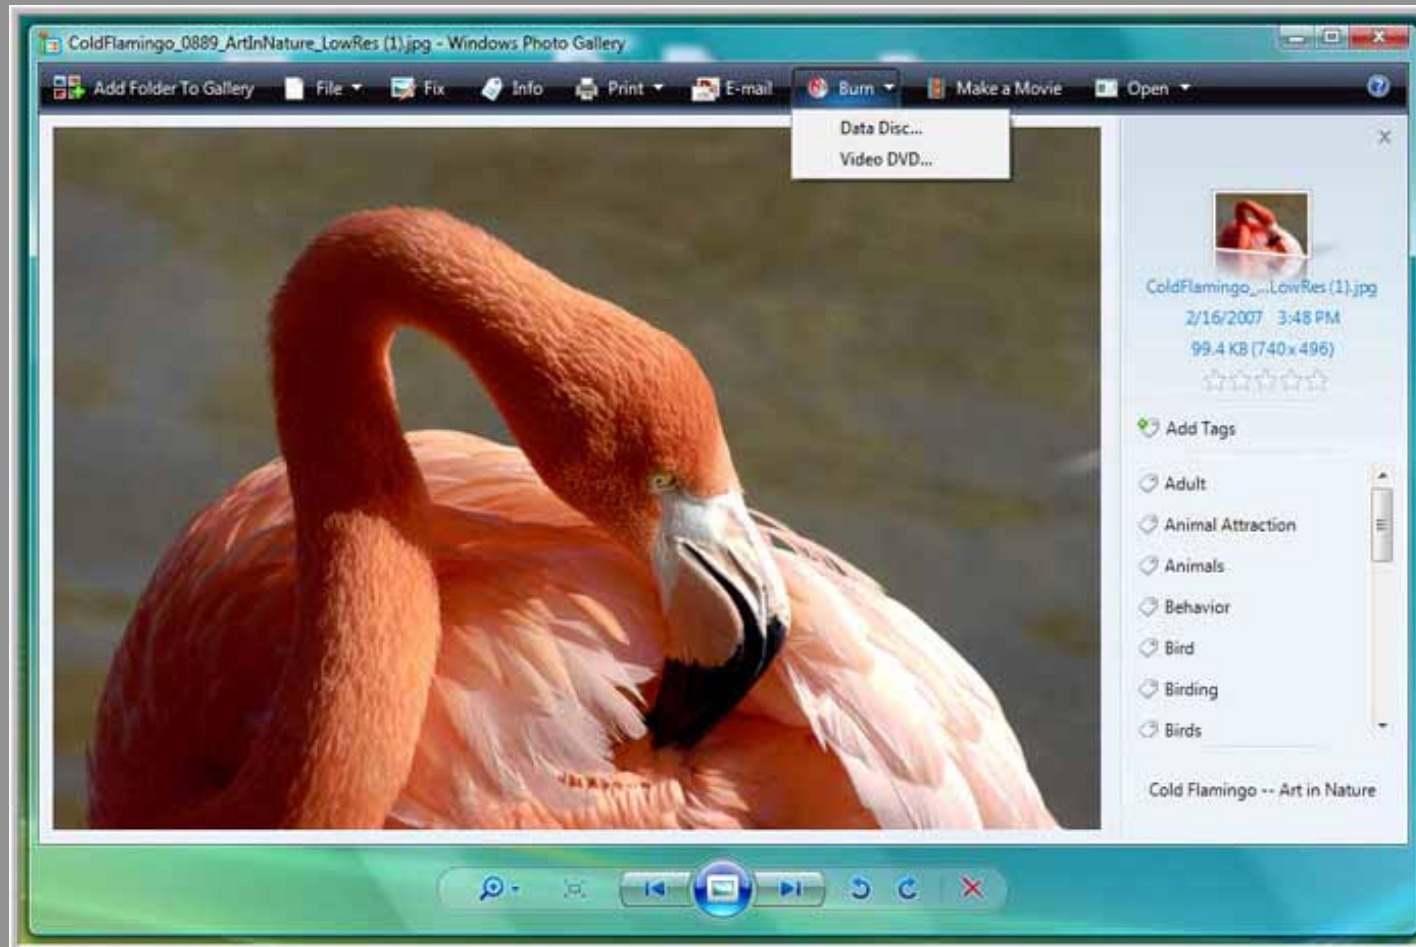 ColdFlamingo_0889_ArtInNature_LowRes (1).jpg - Windows Photo Gallery
Add Folder To Gallery File Fix Info Print E-mail Burn Make a Movie Open
Data Disc...
Video DVD...
ColdFlamingo_...LowRes (1).jpg
2/16/2007 3:48 PM
99.4 KB (740 x 496)
Add Tags
Adult
Animal Attraction
Animals
Behavior
Bird
Birding
Birds
Cold Flamingo -- Art in Nature